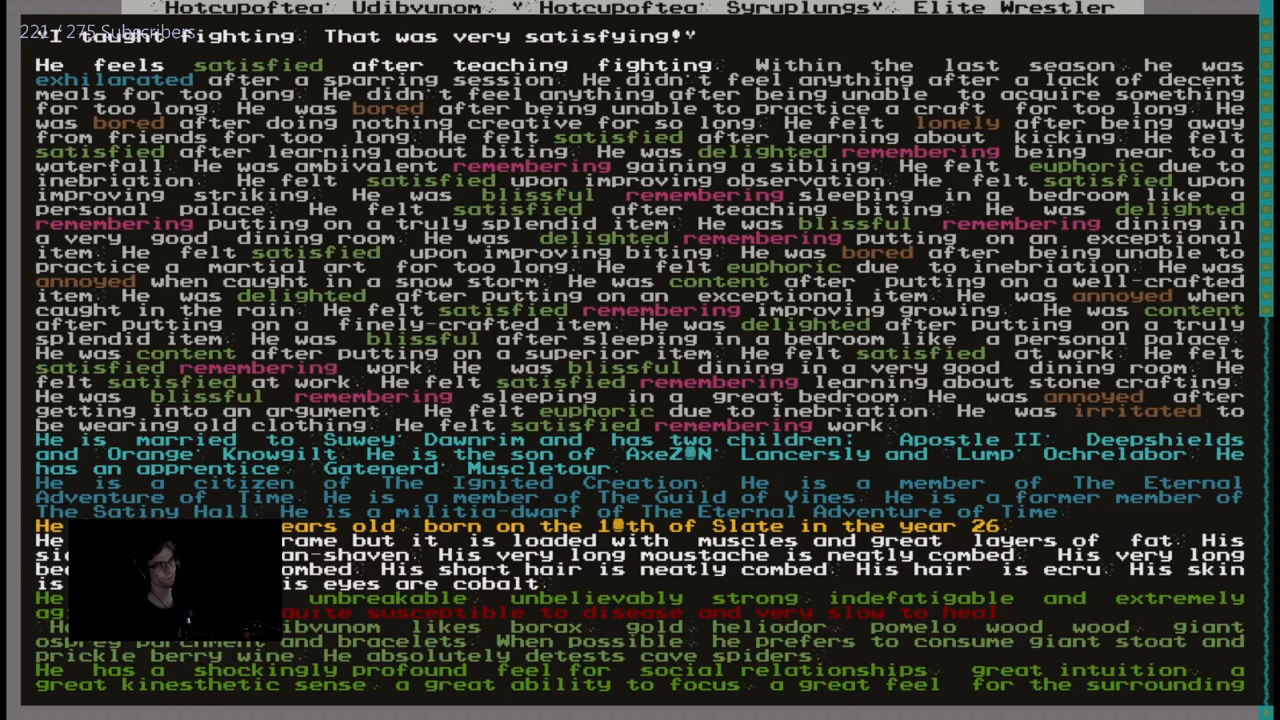 'Hotcupoftea' Udibvunom, "Hotcupoftea Syruplungs", Elite Wrestler
221 / 275 Subscribers
"I taught fighting. That was very satisfying!"
He feels satisfied after teaching fighting. Within the last season, he was
exhilarated after a sparring session. He didn't feel anything after a lack of decent
meals for too long. He didn't feel anything after being unable to acquire something
for too long. He was bored after being unable to practice a craft for too long. He
was bored after doing nothing creative for so long. He felt lonely after being away
from friends for too long. He felt satisfied after learning about kicking. He felt
satisfied after learning about biting. He was delighted remembering being near to a
waterfall. He was ambivalent remembering gaining a sibling. He felt euphoric due to
inebriation. He felt satisfied upon improving observation. He felt satisfied upon
improving striking. He was blissful remembering sleeping in a bedroom like a
personal palace. He felt satisfied after teaching biting. He was delighted
remembering putting on a truly splendid item. He was blissful remembering dining in
a very good dining room. He was delighted remembering putting on an exceptional
item. He felt satisfied upon improving biting. He was bored after being unable to
practice a martial art for too long. He felt euphoric due to inebriation. He was
annoyed when caught in a snow storm. He was content after putting on a well-crafted
item. He was delighted after putting on an exceptional item. He was annoyed when
caught in the rain. He felt satisfied remembering improving growing. He was content
after putting on a finely-crafted item. He was delighted after putting on a truly
splendid item. He was blissful after sleeping in a bedroom like a personal palace.
He was content after putting on a superior item. He felt satisfied at work. He felt
satisfied remembering work. He was blissful dining in a very good dining room. He
felt satisfied at work. He felt satisfied remembering learning about stone crafting.
He was blissful remembering sleeping in a great bedroom. He was annoyed after
getting into an argument. He felt euphoric due to inebriation. He was irritated to
be wearing old clothing. He felt satisfied remembering work.
He is married to Suwey Dawnrim and has two children: Apostle II Deepshields
and Orange Knowgilt. He is the son of AxeZ0N Lancersly and Lump Ochrelabor. He
has an apprentice, Gatenerd Muscletour.
He is a citizen of The Ignited Creation. He is a member of The Eternal
Adventure of Time. He is a member of The Guild of Vines. He is a former member of
The Satiny Hall. He is a militia-dwarf of The Eternal Adventure of Time.
He ears old, born on the 10th of Slate in the year 26.
He rame but it is loaded with muscles and great layers of fat. His
si an-shaven. His very long moustache is neatly combed. His very long
be ombed. His short hair is neatly combed. His hair is ecru. His skin
is is eyes are cobalt.
He unbreakable, unbelievably strong, indefatigable and extremely
ag quite susceptible to disease and very slow to heal.
'Ho ibvunom likes borax, gold, heliodor, pomelo wood wood, giant
osprey parchment and bracelets. When possible, he prefers to consume giant stoat and
prickle berry wine. He absolutely detests cave spiders.
He has a shockingly profound feel for social relationships, great intuition, a
great kinesthetic sense, a great ability to focus, a great feel for the surrounding